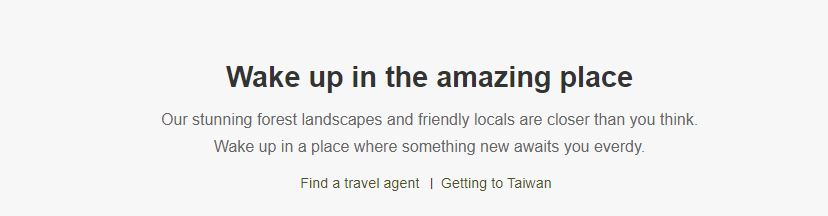 Wake up in the amazing place
Our stunning forest landscapes and friendly locals are closer than you think.
Wake up in a place where something new awaits you everdy.
Find a travel agent | Getting to Taiwan